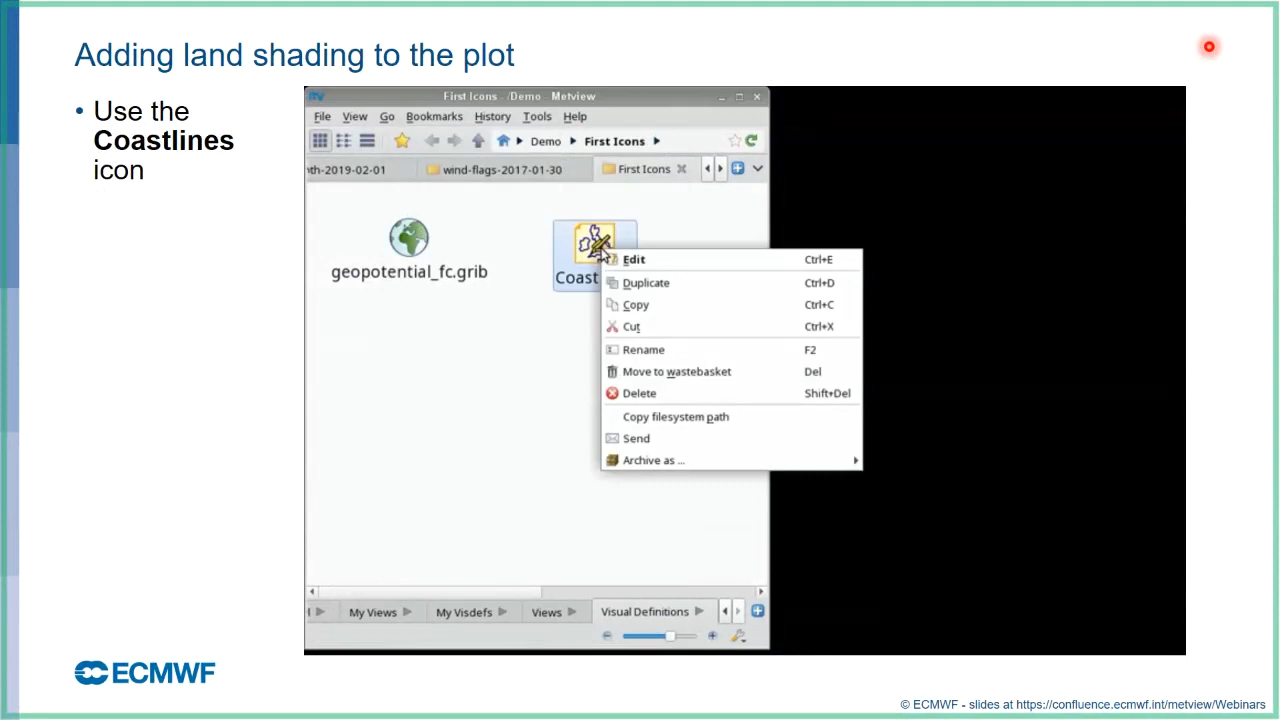 Adding land shading to the plot
• Use the
Coastlines
icon
First Icons - /Demo - Metview
File View Go Bookmarks History Tools Help
Demo First Icons
nth-2019-02-01 wind-flags-2017-01-30 First Icons
geopotential_fc.grib
Coast
Edit Ctrl+E
Duplicate Ctrl+D
Copy Ctrl+C
Cut Ctrl+X
Rename F2
Move to wastebasket Del
Delete Shift+Del
Copy filesystem path
Send
Archive as ...
My Views My Visdefs Views Visual Definitions
ECMWF
© ECMWF - slides at https://confluence.ecmwf.int/metview/Webinars